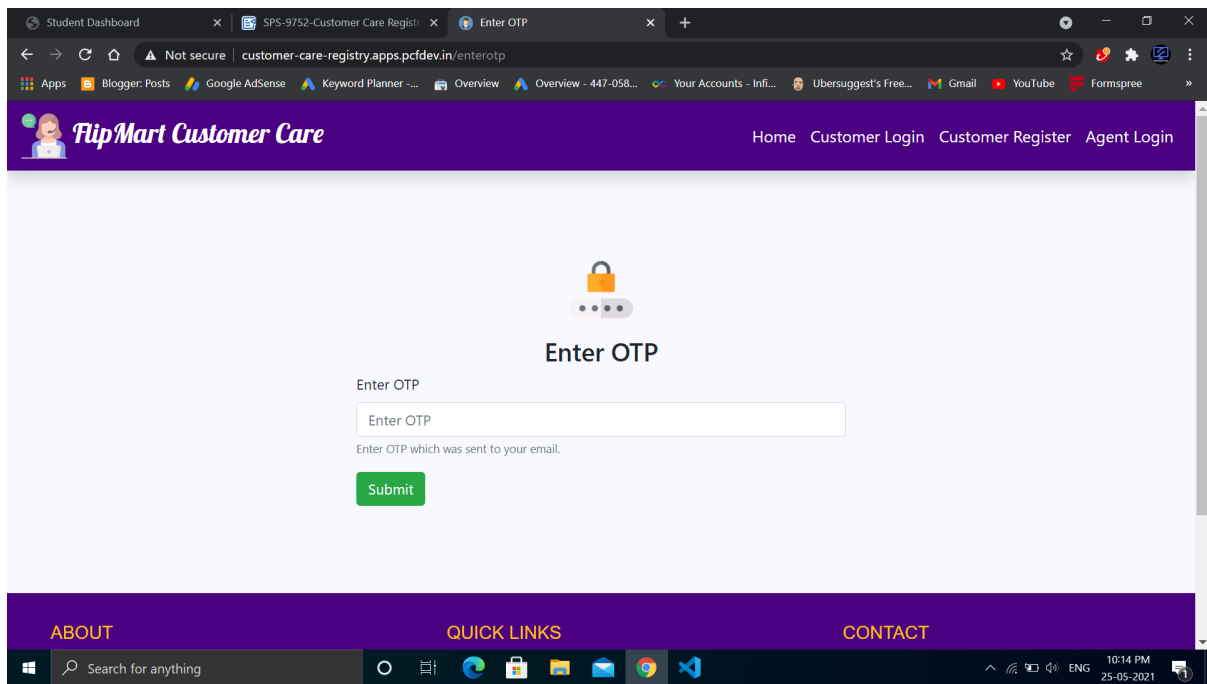 Student Dashboard SPS-9752-Customer Care Registr Enter OTP
Not secure customer-care-registry.apps.pcfdev.in/enterotp
Apps Blogger: Posts Google AdSense Keyword Planner -... Overview Overview - 447-058... Your Accounts - Infi... Ubersuggest's Free... Gmail YouTube Formspree »
FlipMart Customer Care Home Customer Login Customer Register Agent Login
Enter OTP
Enter OTP
Enter OTP
Enter OTP which was sent to your email.
Submit
ABOUT QUICK LINKS CONTACT
Search for anything ENG 10:14 PM
25-05-2021 1